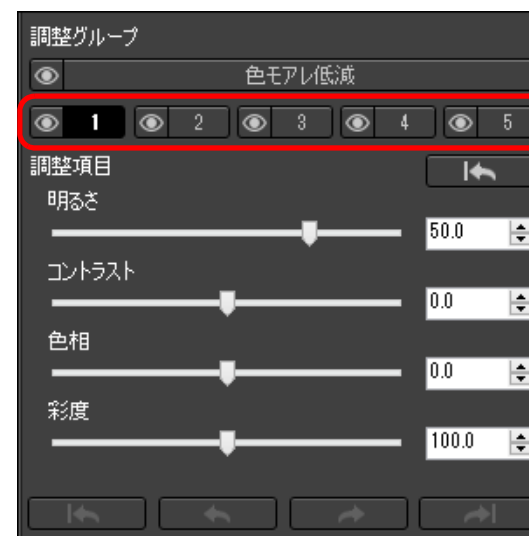 調整グループ
色モアレ低減
1 2 3 4 5
調整項目
明るさ
50.0
コントラスト
0.0
色相
0.0
彩度
100.0